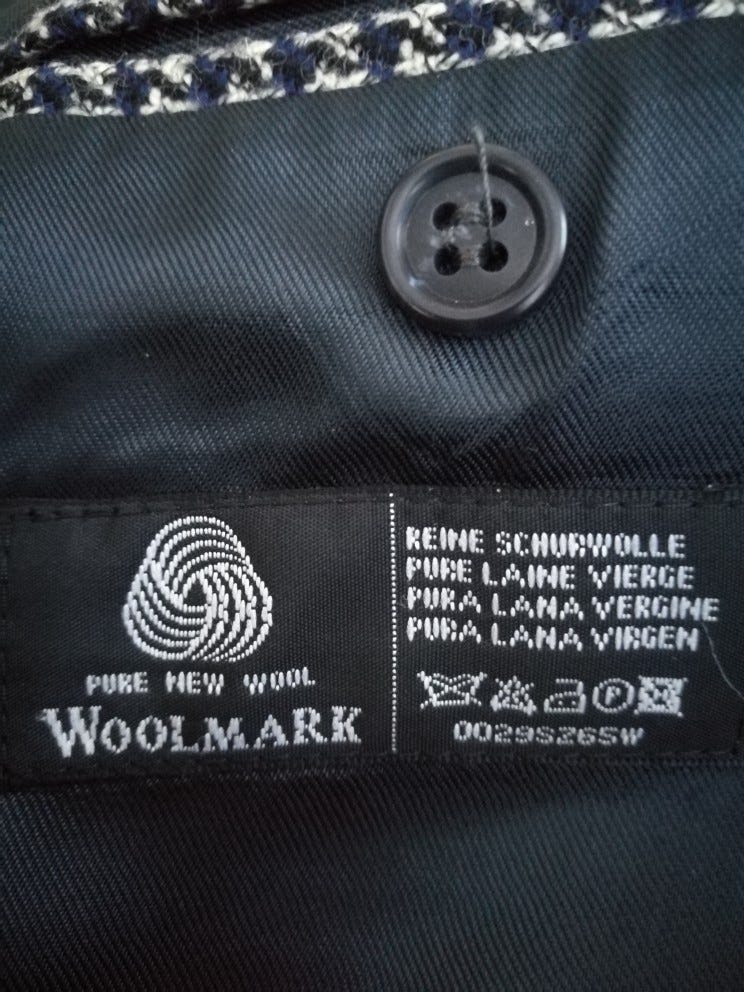 PURE NEW WOOL
WOOLMARK
REINE SCHURWOLLE
PURE LAINE VIERGE
PURA LANA VERGINE
PURA LANA VIRGEN
P
0029S26SW